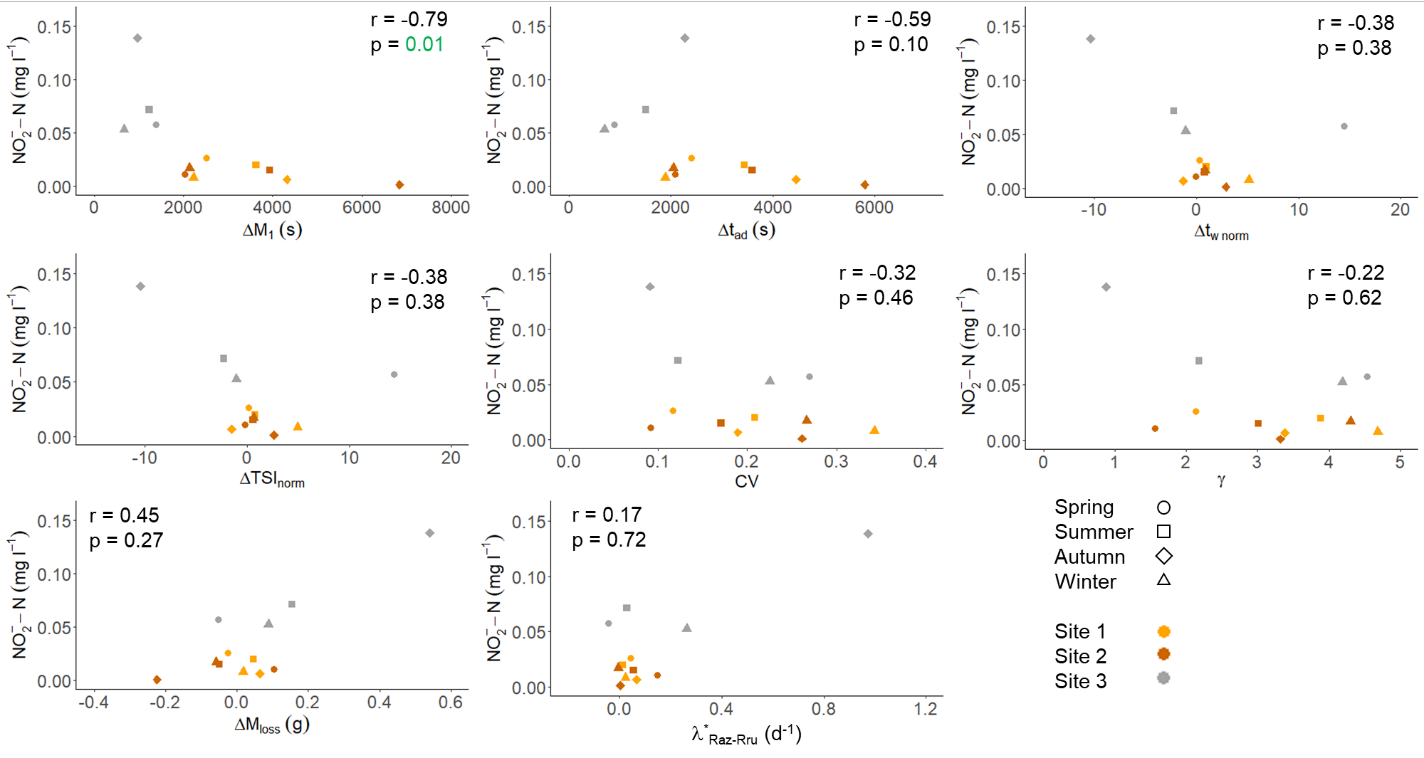 r = -0.79
p = 0.01
NO₂⁻ − N (mg l⁻¹)
0.15
0.10
0.05
0.00
0 2000 4000 6000 8000
ΔM₁ (s)
r = -0.59
p = 0.10
NO₂⁻ − N (mg l⁻¹)
0.15
0.10
0.05
0.00
0 2000 4000 6000
Δt_ad (s)
r = -0.38
p = 0.38
NO₂⁻ − N (mg l⁻¹)
0.15
0.10
0.05
0.00
-10 0 10 20
Δt_w norm
r = -0.38
p = 0.38
NO₂⁻ − N (mg l⁻¹)
0.15
0.10
0.05
0.00
-10 0 10 20
ΔTSI_norm
r = -0.32
p = 0.46
NO₂⁻ − N (mg l⁻¹)
0.15
0.10
0.05
0.00
0.0 0.1 0.2 0.3 0.4
CV
r = -0.22
p = 0.62
NO₂⁻ − N (mg l⁻¹)
0.15
0.10
0.05
0.00
0 1 2 3 4 5
γ
r = 0.45
p = 0.27
NO₂⁻ − N (mg l⁻¹)
0.15
0.10
0.05
0.00
-0.4 -0.2 0.0 0.2 0.4 0.6
ΔM_loss (g)
r = 0.17
p = 0.72
NO₂⁻ − N (mg l⁻¹)
0.15
0.10
0.05
0.00
0.0 0.4 0.8 1.2
λ*_Raz-Rru (d⁻¹)
Spring
Summer
Autumn
Winter
Site 1
Site 2
Site 3